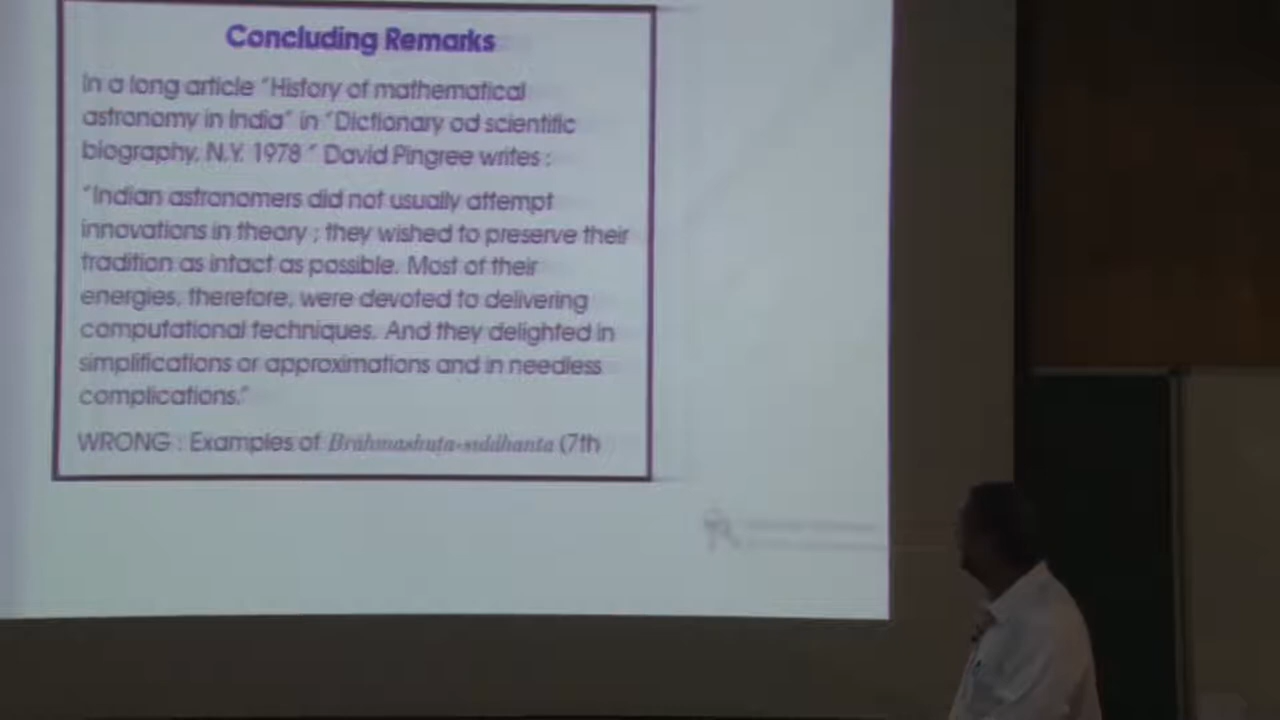 Concluding Remarks
In a long article "History of mathematical
astronomy in India" in "Dictionary od scientific
biography, N.Y. 1978 " David Pingree writes :
"Indian astronomers did not usually attempt
innovations in theory ; they wished to preserve their
tradition as intact as possible. Most of their
energies, therefore, were devoted to delivering
computational techniques. And they delighted in
simplifications or approximations and in needless
complications."
WRONG : Examples of Brahmashuta-siddhanta (7th